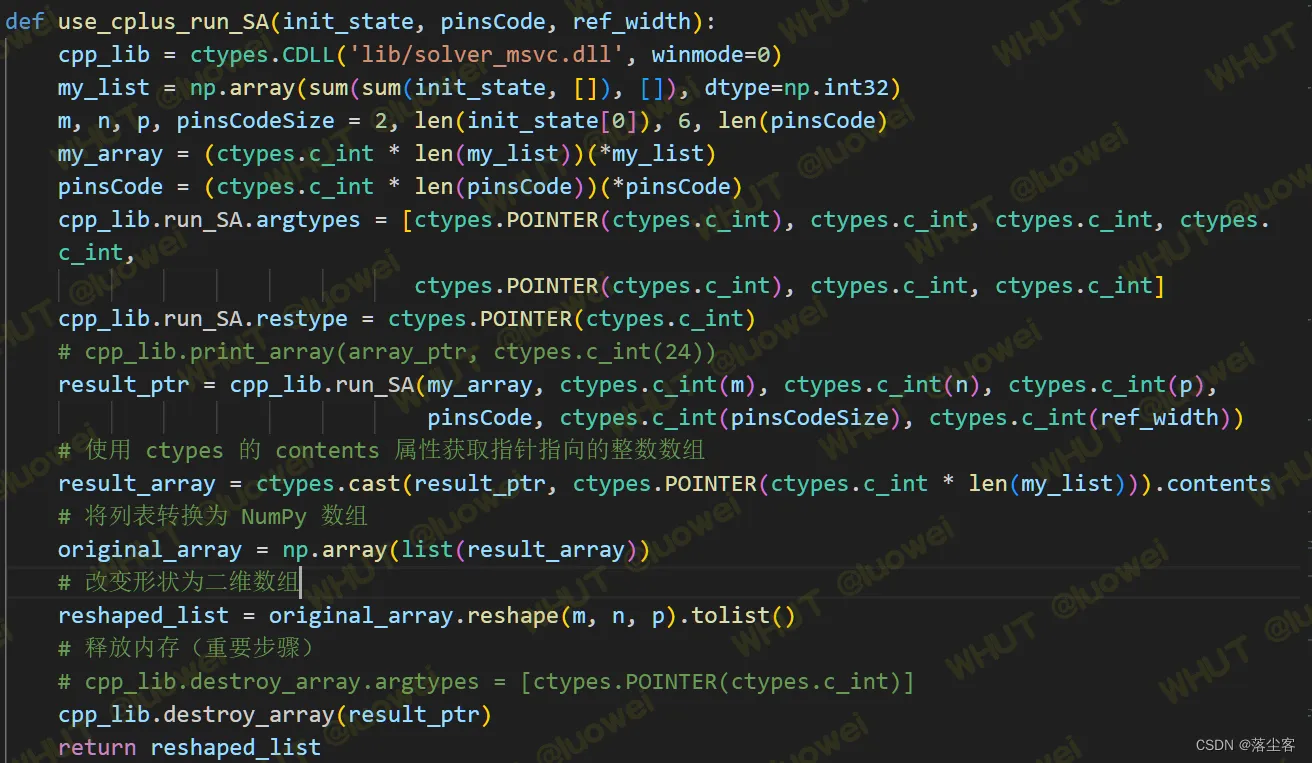 def use_cplus_run_SA(init_state, pinsCode, ref_width):
    cpp_lib = ctypes.CDLL('lib/solver_msvc.dll', winmode=0)
    my_list = np.array(sum(sum(init_state, []), []), dtype=np.int32)
    m, n, p, pinsCodeSize = 2, len(init_state[0]), 6, len(pinsCode)
    my_array = (ctypes.c_int * len(my_list))(*my_list)
    pinsCode = (ctypes.c_int * len(pinsCode))(*pinsCode)
    cpp_lib.run_SA.argtypes = [ctypes.POINTER(ctypes.c_int), ctypes.c_int, ctypes.c_int, ctypes.
    c_int,
                               ctypes.POINTER(ctypes.c_int), ctypes.c_int, ctypes.c_int]
    cpp_lib.run_SA.restype = ctypes.POINTER(ctypes.c_int)
    # cpp_lib.print_array(array_ptr, ctypes.c_int(24))
    result_ptr = cpp_lib.run_SA(my_array, ctypes.c_int(m), ctypes.c_int(n), ctypes.c_int(p),
                                pinsCode, ctypes.c_int(pinsCodeSize), ctypes.c_int(ref_width))
    # 使用 ctypes 的 contents 属性获取指针指向的整数数组
    result_array = ctypes.cast(result_ptr, ctypes.POINTER(ctypes.c_int * len(my_list))).contents
    # 将列表转换为 NumPy 数组
    original_array = np.array(list(result_array))
    # 改变形状为二维数组
    reshaped_list = original_array.reshape(m, n, p).tolist()
    # 释放内存（重要步骤）
    # cpp_lib.destroy_array.argtypes = [ctypes.POINTER(ctypes.c_int)]
    cpp_lib.destroy_array(result_ptr)
    return reshaped_list
WHUT @luowei
CSDN @落尘客